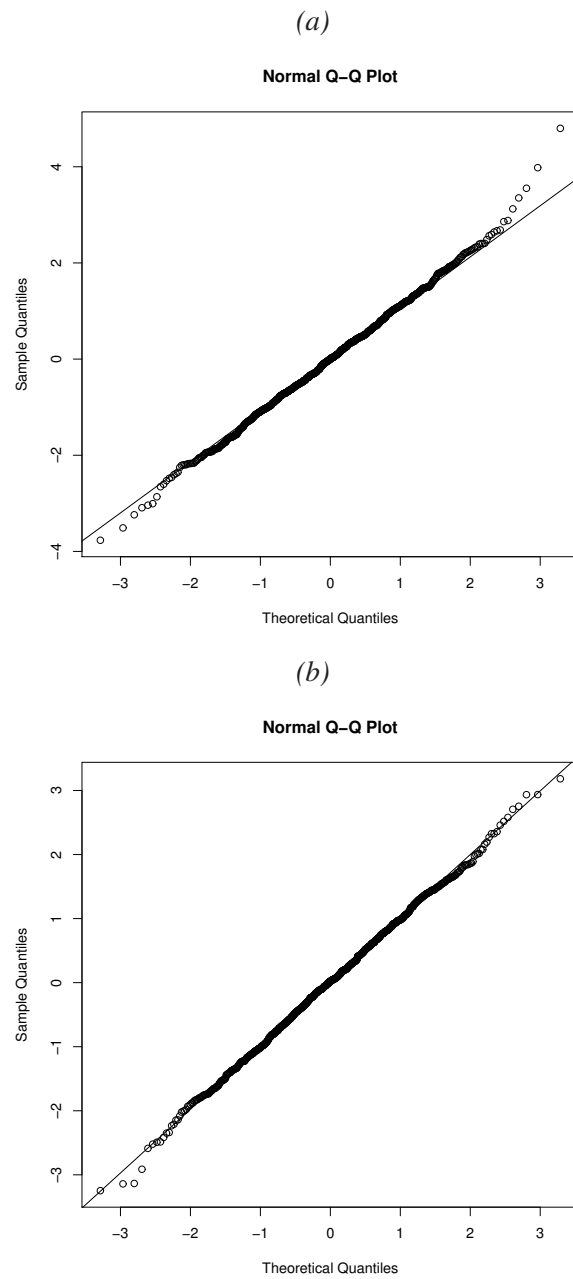 (a)
Normal Q−Q Plot
4
2
0
−2
−4
Sample Quantiles
−3 −2 −1 0 1 2 3
Theoretical Quantiles
(b)
Normal Q−Q Plot
3
2
1
0
−1
−2
−3
Sample Quantiles
−3 −2 −1 0 1 2 3
Theoretical Quantiles